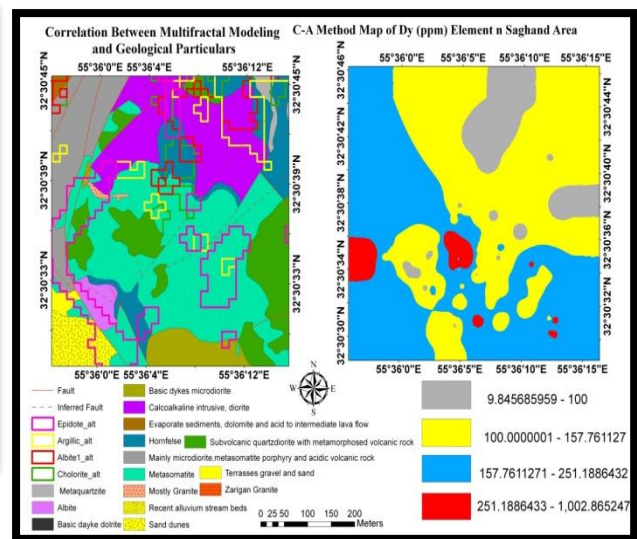 Correlation Between Multifractal Modeling
and Geological Particulars
C-A Method Map of Dy (ppm) Element n Saghand Area
55°36'0"E 55°36'4"E 55°36'12"E
32°30'45"N
32°30'39"N
32°30'33"N
32°30'45"N
32°30'39"N
32°30'33"N
55°36'0"E 55°36'4"E 55°36'12"E
55°36'0"E 55°36'5"E 55°36'10"E 55°36'15"E
32°30'46"N
32°30'42"N
32°30'38"N
32°30'34"N
32°30'30"N
32°30'44"N
32°30'40"N
32°30'36"N
32°30'32"N
55°36'0"E 55°36'5"E 55°36'10"E 55°36'15"E
N
W E
S
Fault
Inferred Fault
Epidote_alt
Argillic_alt
Albite1_alt
Cholorite_alt
Metaquartzite
Albite
Basic dayke dolrite
Basic dykes microdiorite
Calcoalkaline intrusive, diorite
Evaporate sediments, dolomite and acid to intermediate lava flow
Hornfelse
Subvolcanic quartzdiorite with metamorphosed volcanic rock
Mainly microdiorite,metasomatite porphyry and acidic volcanic rock
Metasomatite
Terrasses gravel and sand
Mostly Granite
Zarigan Granite
Recent alluvium stream beds
Sand dunes
0 25 50 100 150 200
Meters
9.845685959 - 100
100.0000001 - 157.761127
157.7611271 - 251.1886432
251.1886433 - 1,002.865247